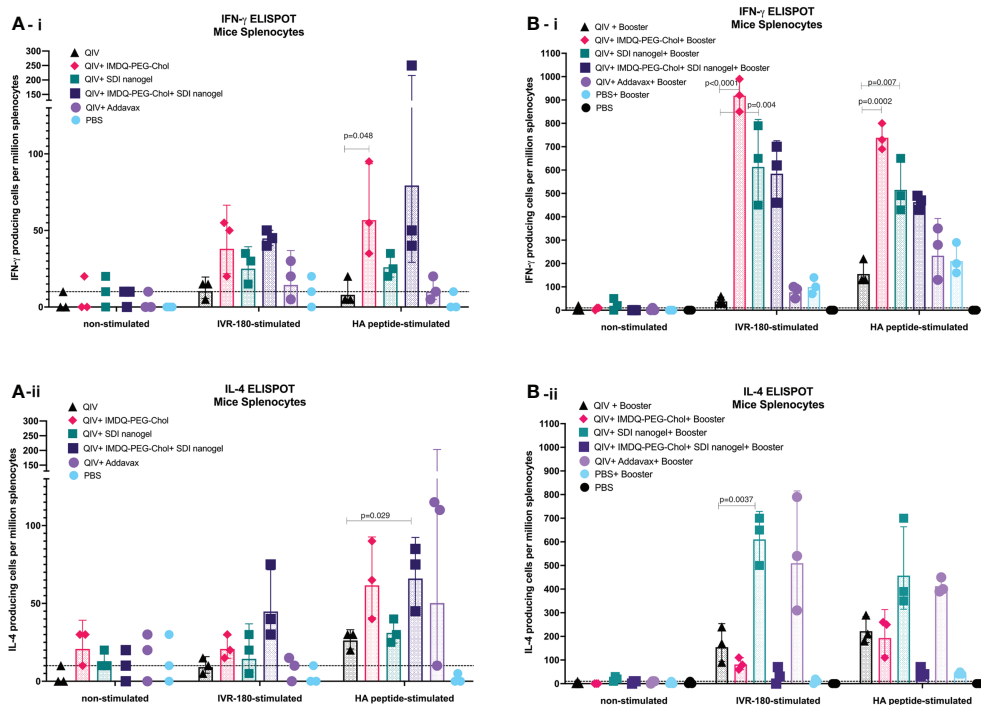 A - i
IFN-γ ELISPOT
Mice Splenocytes
QIV
QIV+ IMDQ-PEG-Chol
QIV+ SDI nanogel
QIV+ IMDQ-PEG-Chol+ SDI nanogel
QIV+ Addavax
PBS
IFN-γ producing cells per million splenocytes
300
250
200
150
100
50
0
p=0.048
non-stimulated
IVR-180-stimulated
HA peptide-stimulated
B - i
IFN-γ ELISPOT
Mice Splenocytes
QIV + Booster
QIV+ IMDQ-PEG-Chol+ Booster
QIV+ SDI nanogel+ Booster
QIV+ IMDQ-PEG-Chol+ SDI nanogel+ Booster
QIV+ Addavax+ Booster
PBS+ Booster
PBS
IFN-γ producing cells per million splenocytes
1100
1000
900
800
700
600
500
400
300
200
100
0
p<0.0001
p=0.004
p=0.007
p=0.0002
non-stimulated
IVR-180-stimulated
HA peptide-stimulated
A -ii
IL-4 ELISPOT
Mice Splenocytes
QIV
QIV+ IMDQ-PEG-Chol
QIV+ SDI nanogel
QIV+ IMDQ-PEG-Chol+ SDI nanogel
QIV+ Addavax
PBS
IL-4 producing cells per million splenocytes
300
250
200
150
100
50
0
p=0.029
non-stimulated
IVR-180-stimulated
HA peptide-stimulated
B -ii
IL-4 ELISPOT
Mice Splenocytes
QIV + Booster
QIV+ IMDQ-PEG-Chol+ Booster
QIV+ SDI nanogel+ Booster
QIV+ IMDQ-PEG-Chol+ SDI nanogel+ Booster
QIV+ Addavax+ Booster
PBS+ Booster
PBS
IL-4 producing cells per million splenocytes
1100
1000
900
800
700
600
500
400
300
200
100
0
p=0.0037
non-stimulated
IVR-180-stimulated
HA peptide-stimulated